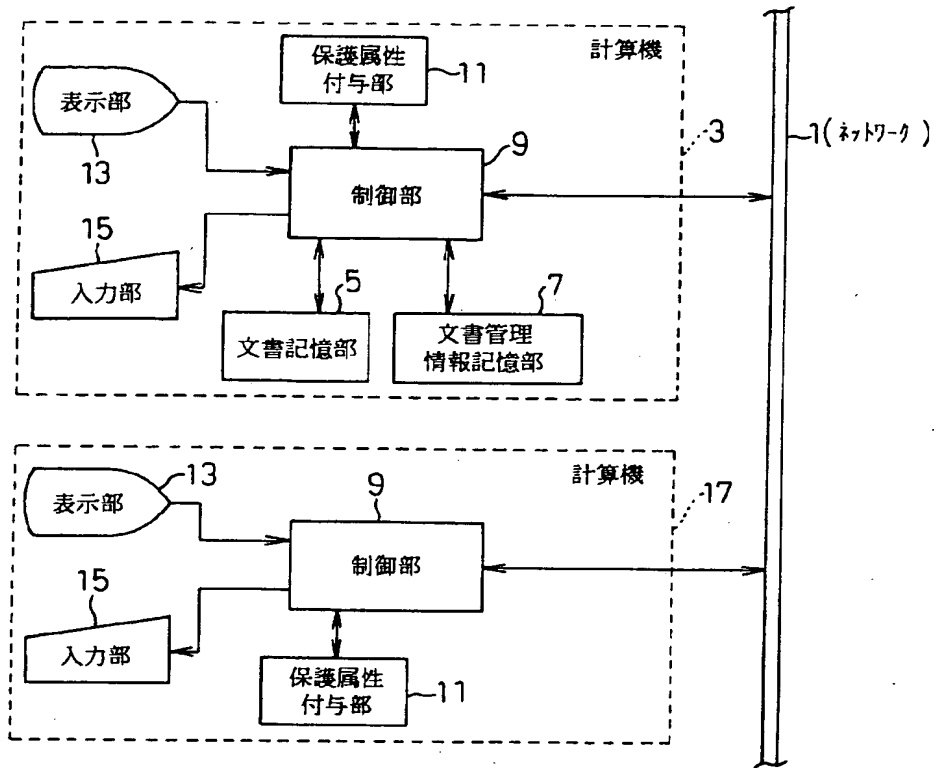 計算機
保護属性
付与部
11
表示部
13
9
制御部
3
1(ネットワーク)
15
入力部
5
文書記憶部
7
文書管理
情報記憶部
計算機
表示部
13
9
制御部
17
15
入力部
保護属性
付与部
11